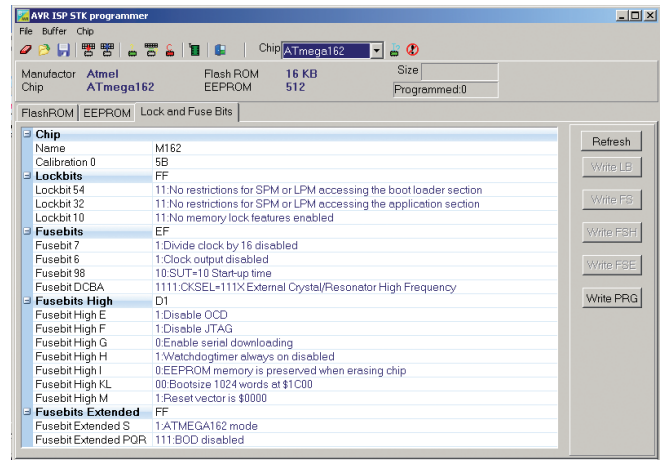 AVR ISP STK programmer
File Buffer Chip
Chip ATmega162
Manufactor Atmel Flash ROM 16 KB Size
Chip ATmega162 EEPROM 512 Programmed:0
FlashROM EEPROM Lock and Fuse Bits
Chip
Name M162
Calibration 0 5B
Lockbits FF
Lockbit 54 11:No restrictions for SPM or LPM accessing the boot loader section
Lockbit 32 11:No restrictions for SPM or LPM accessing the application section
Lockbit 10 11:No memory lock features enabled
Fusebits EF
Fusebit 7 1:Divide clock by 16 disabled
Fusebit 6 1:Clock output disabled
Fusebit 98 10:SUT=10 Start-up time
Fusebit DCBA 1111:CKSEL=111X External Crystal/Resonator High Frequency
Fusebits High D1
Fusebit High E 1:Disable OCD
Fusebit High F 1:Disable JTAG
Fusebit High G 0:Enable serial downloading
Fusebit High H 1:Watchdogtimer always on disabled
Fusebit High I 0:EEPROM memory is preserved when erasing chip
Fusebit High KL 00:Bootsize 1024 words at $1C00
Fusebit High M 1:Reset vector is $0000
Fusebits Extended FF
Fusebit Extended S 1:ATMEGA162 mode
Fusebit Extended PQR 111:BOD disabled
Refresh
Write LB
Write FS
Write FSH
Write FSE
Write PRG